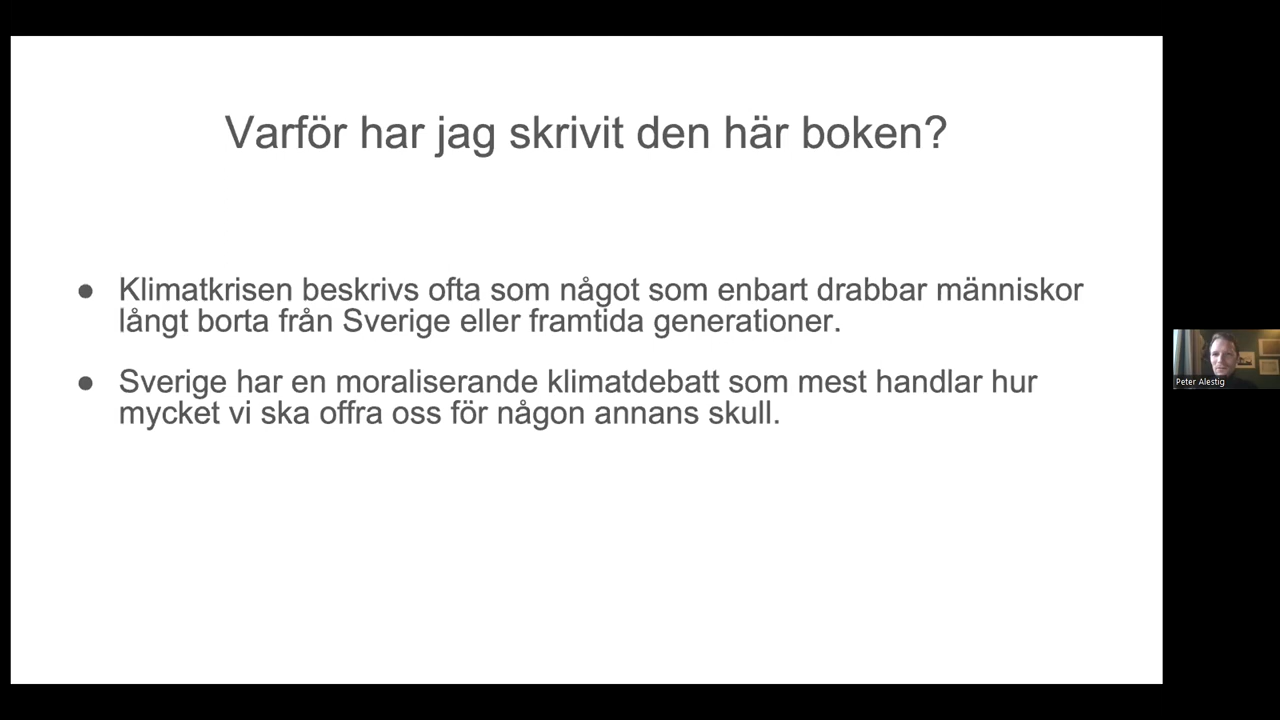 Varför har jag skrivit den här boken?
● Klimatkrisen beskrivs ofta som något som enbart drabbar människor
långt borta från Sverige eller framtida generationer.
● Sverige har en moraliserande klimatdebatt som mest handlar hur
mycket vi ska offra oss för någon annans skull.
Peter Alestig